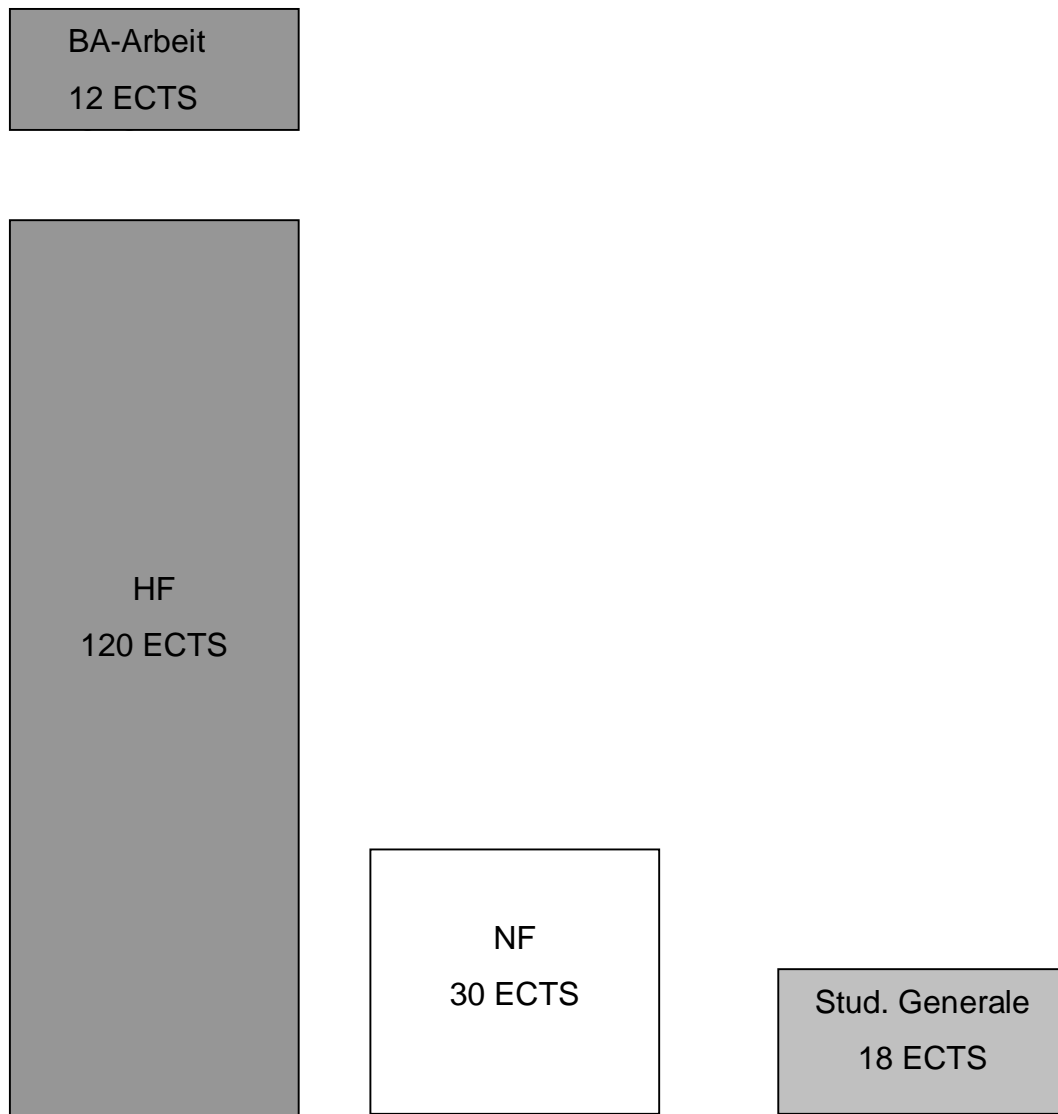 BA-Arbeit
12 ECTS
HF
120 ECTS
NF
30 ECTS
Stud. Generale
18 ECTS